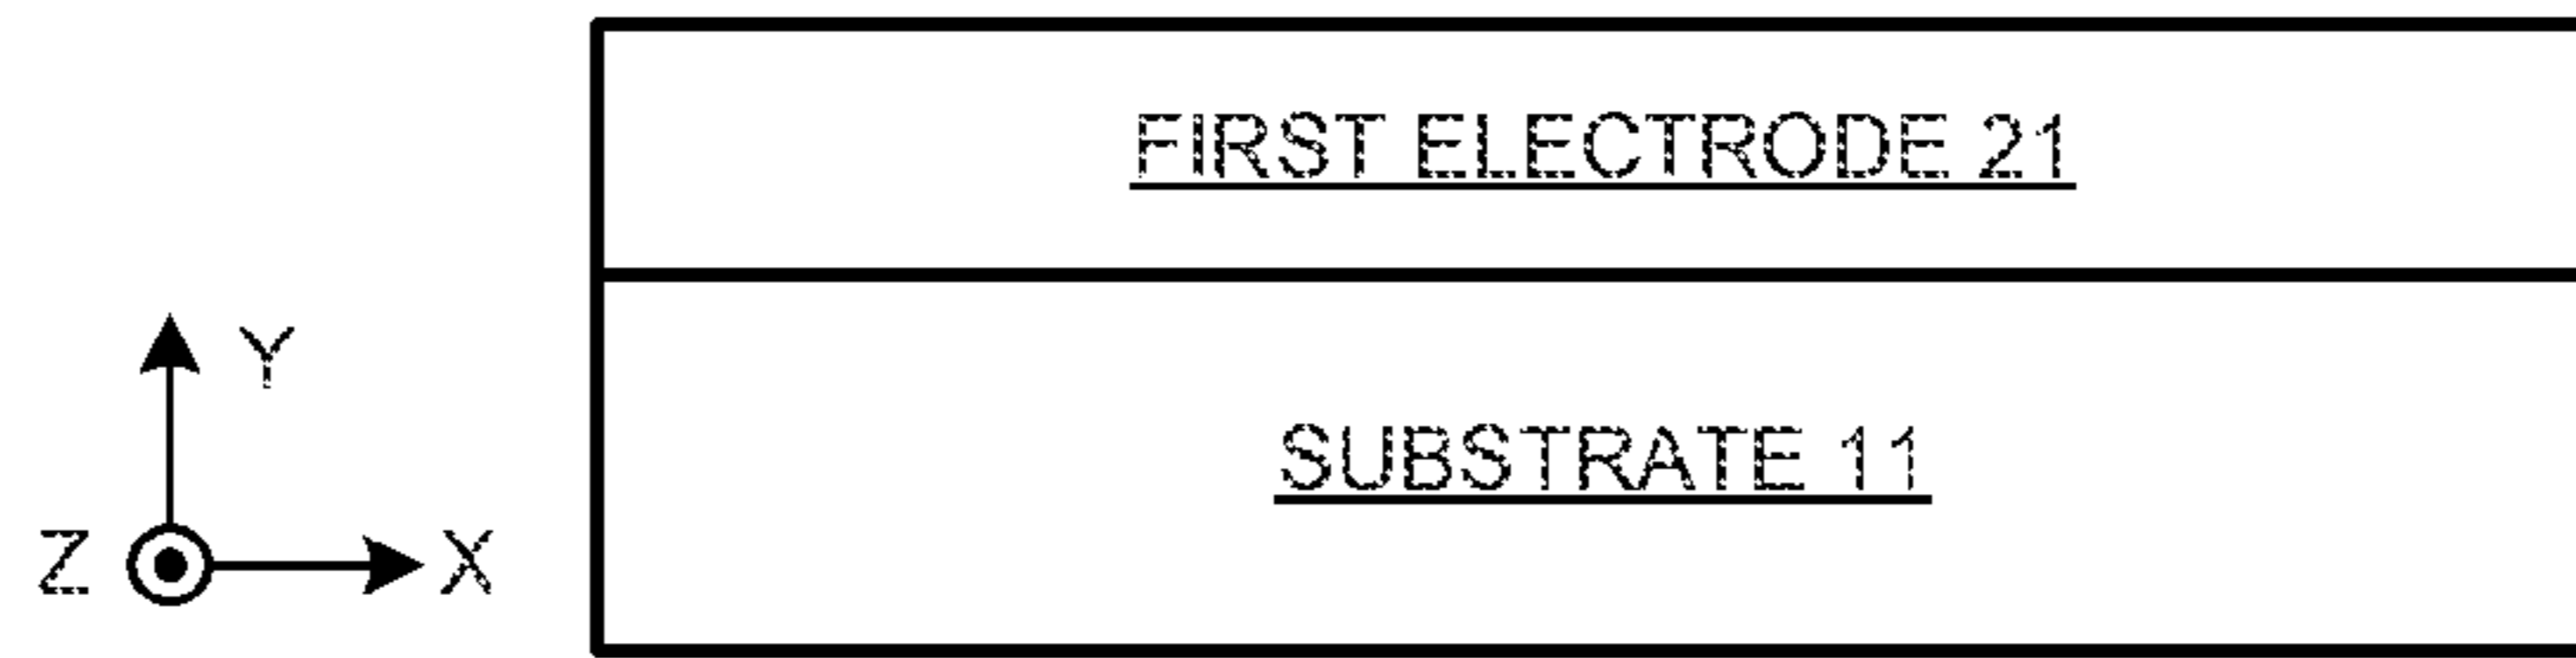 FIRST ELECTRODE 21
Y
SUBSTRATE 11
Z X